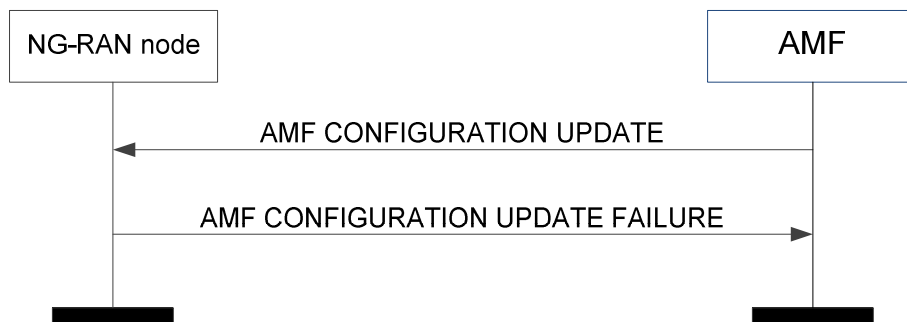 NG-RAN node
AMF
AMF CONFIGURATION UPDATE
AMF CONFIGURATION UPDATE FAILURE